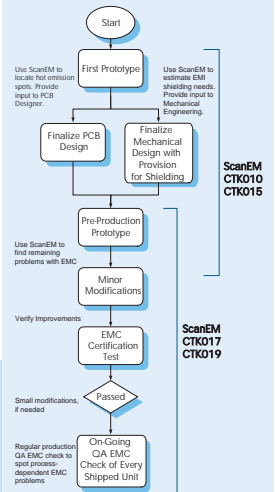 Start
Use ScanEM to
locate hot emission
spots. Provide
input to PCB
Designer.
First Prototype
Use ScanEM to
estimate EMI
shielding needs.
Provide input to
Mechanical
Engineering.
Finalize PCB
Design
Finalize
Mechanical
Design with
Provision
for Shielding
ScanEM
CTK010
CTK015
Pre-Production
Prototype
Use ScanEM to
find remaining
problems with EMC
Minor
Modifications
Verify Improvements
EMC
Certification
Test
ScanEM
CTK017
CTK019
Passed
Small modifications,
if needed
Regular production
QA EMC check to
spot process-
dependent EMC
problems
On-Going
QA EMC
Check of Every
Shipped Unit